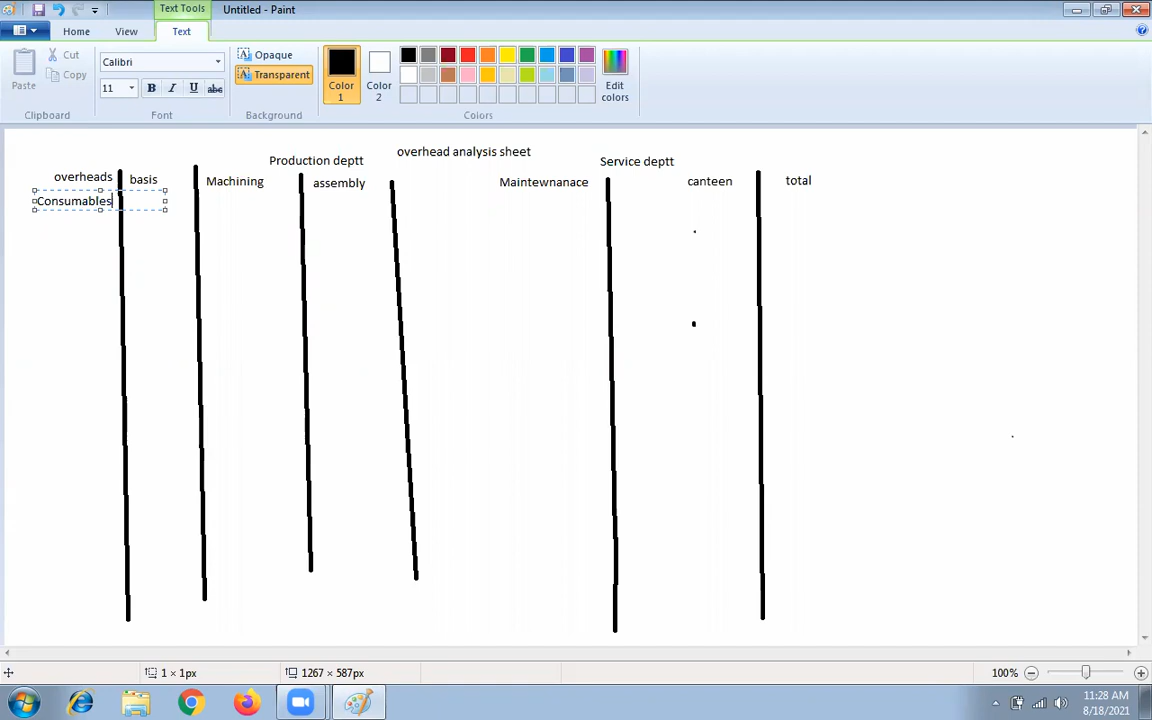 Text Tools
Untitled - Paint
Home
View
Text
Paste
Cut
Copy
Clipboard
Calibri
11
B I U abc
Font
Opaque
Transparent
Background
Color 1
Color 2
Edit colors
Colors
overhead analysis sheet
Production deptt
Service deptt
overheads
basis
Machining
assembly
Maintewnanace
canteen
total
Consumables
1 × 1px
1267 × 587px
100%
11:28 AM
8/18/2021